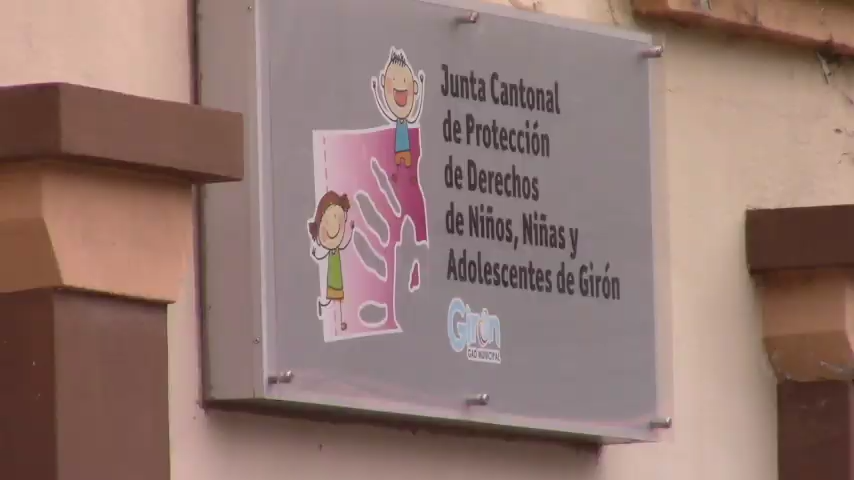 Junta Cantonal
de Protección
de Derechos
de Niños, Niñas y
Adolescentes de Girón
Girón
GAD MUNICIPAL